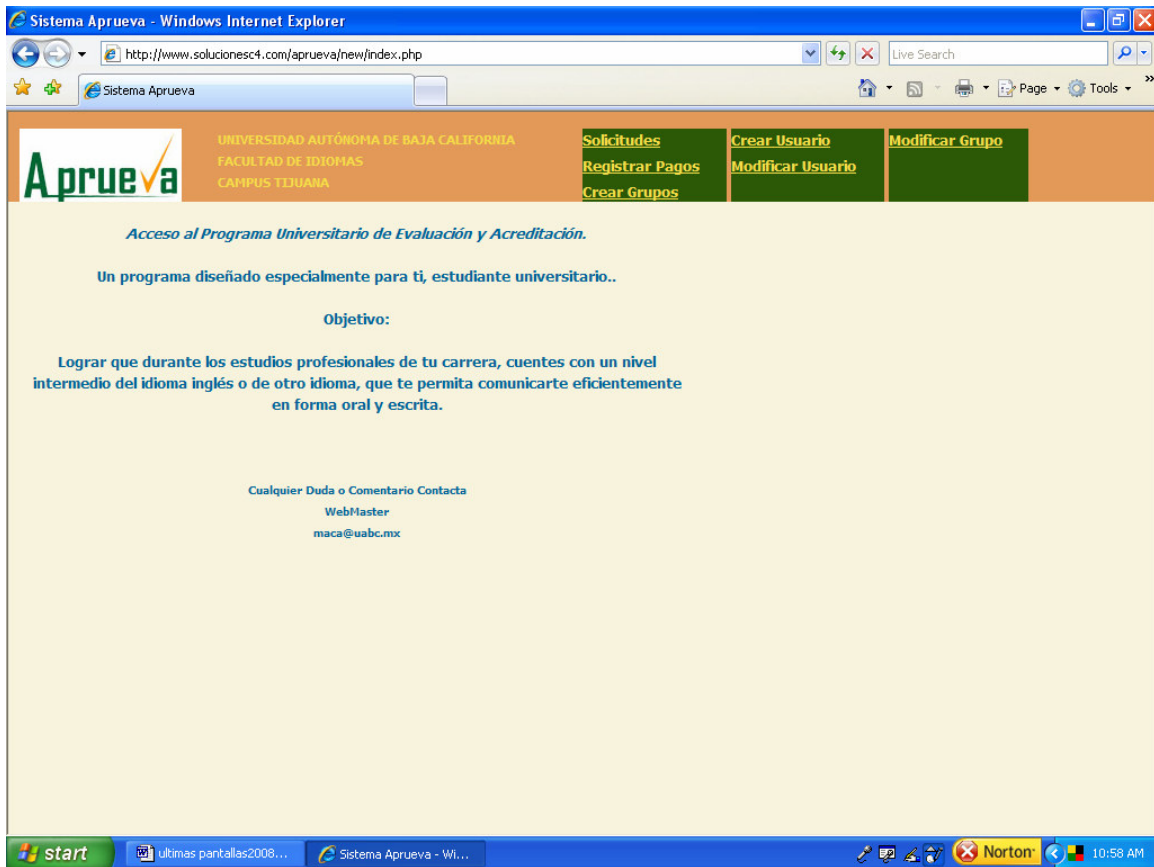 Sistema Aprueva - Windows Internet Explorer
http://www.solucionesc4.com/aprueva/new/index.php
Live Search
Sistema Aprueva
Page
Tools
Aprueva
UNIVERSIDAD AUTÓNOMA DE BAJA CALIFORNIA
FACULTAD DE IDIOMAS
CAMPUS TIJUANA
Solicitudes
Registrar Pagos
Crear Grupos
Crear Usuario
Modificar Usuario
Modificar Grupo
Acceso al Programa Universitario de Evaluación y Acreditación.
Un programa diseñado especialmente para ti, estudiante universitario..
Objetivo:
Lograr que durante los estudios profesionales de tu carrera, cuentes con un nivel
intermedio del idioma inglés o de otro idioma, que te permita comunicarte eficientemente
en forma oral y escrita.
Cualquier Duda o Comentario Contacta
WebMaster
maca@uabc.mx
start
ultimas pantallas2008...
Sistema Aprueva - Wi...
Norton
10:58 AM